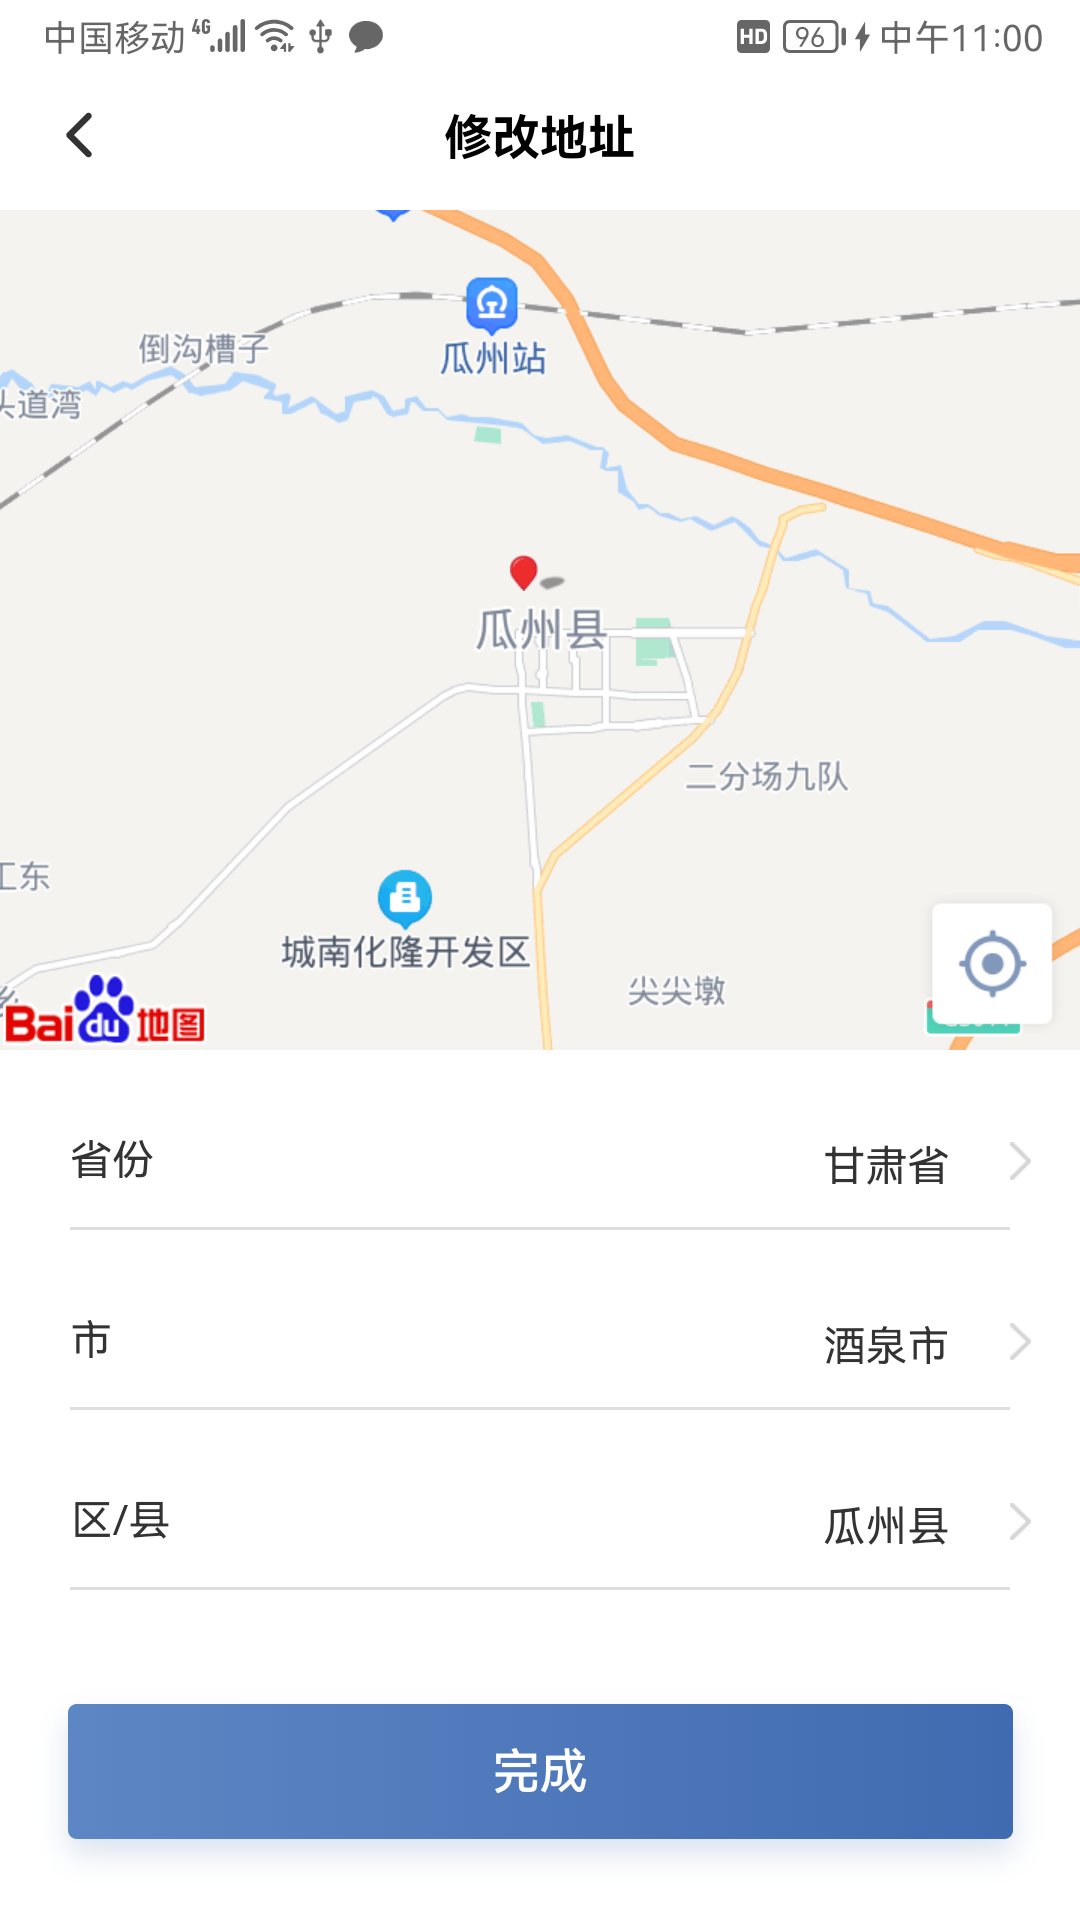 中国移动 4G HD 96 中午11:00
修改地址
瓜州站
倒沟槽子
头道湾
瓜州县
二分场九队
工东
城南化隆开发区
尖尖墩
Bai du 地图
省份 甘肃省
市 酒泉市
区/县 瓜州县
完成